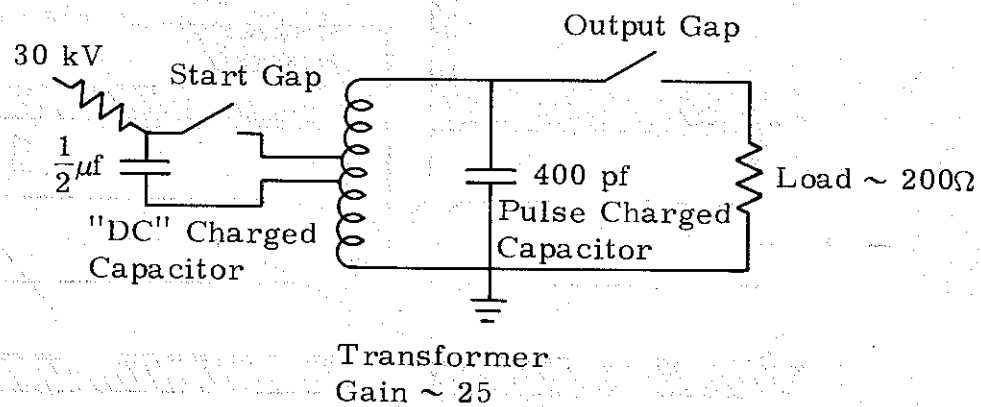 30 kV
Start Gap
Output Gap
1/2 μf
"DC" Charged
Capacitor
400 pf
Pulse Charged
Capacitor
Load ~ 200Ω
Transformer
Gain ~ 25